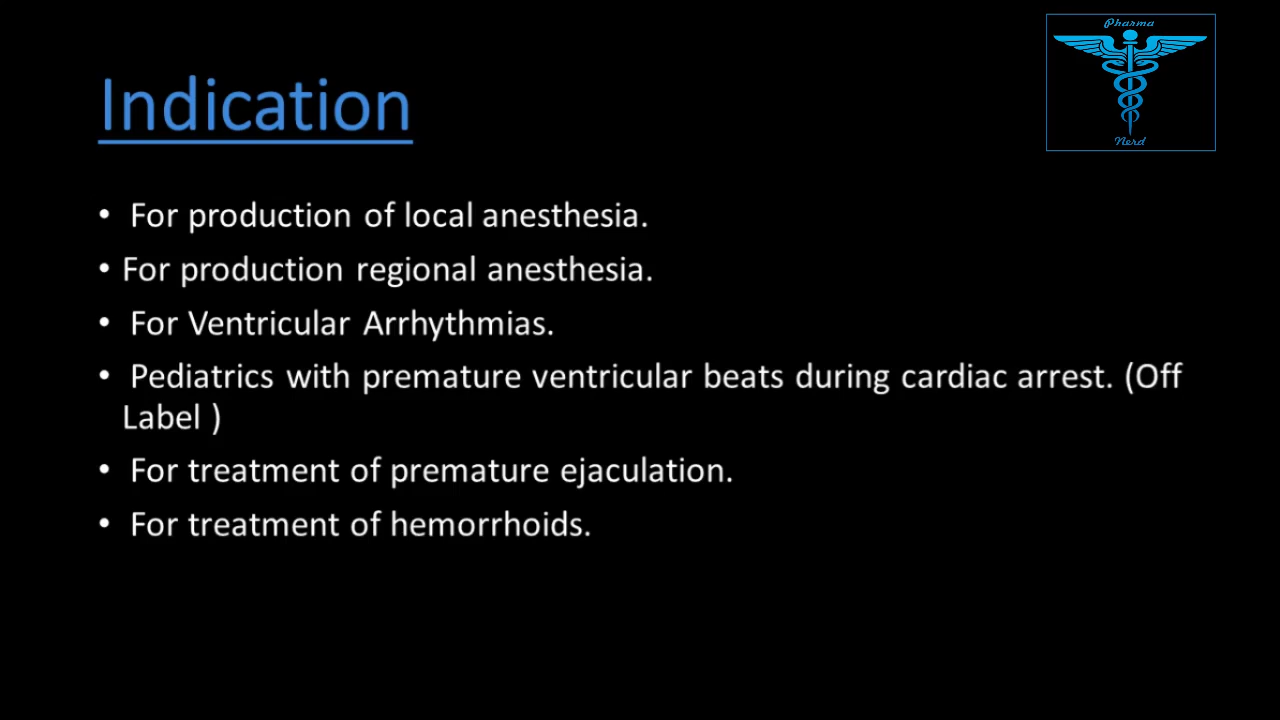 Pharma
Nerd
Indication
• For production of local anesthesia.
• For production regional anesthesia.
• For Ventricular Arrhythmias.
• Pediatrics with premature ventricular beats during cardiac arrest. (Off
Label )
• For treatment of premature ejaculation.
• For treatment of hemorrhoids.